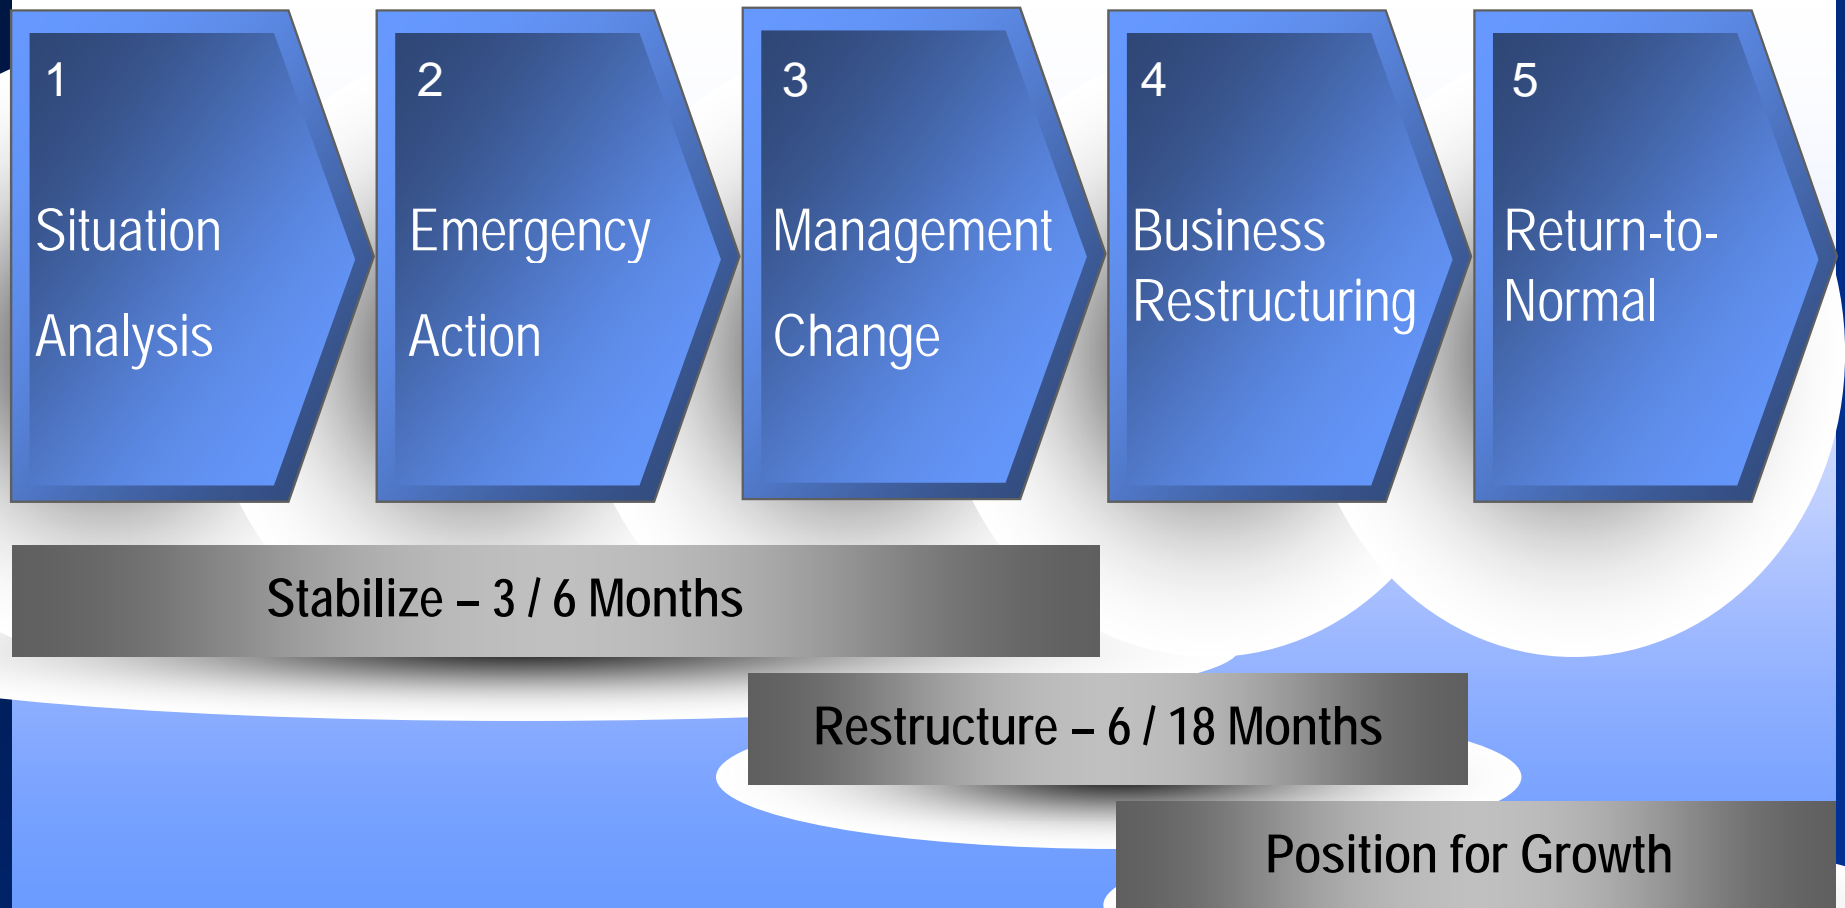 1
Situation
Analysis
2
Emergency
Action
3
Management
Change
4
Business
Restructuring
5
Return-to-
Normal
Stabilize – 3 / 6 Months
Restructure – 6 / 18 Months
Position for Growth